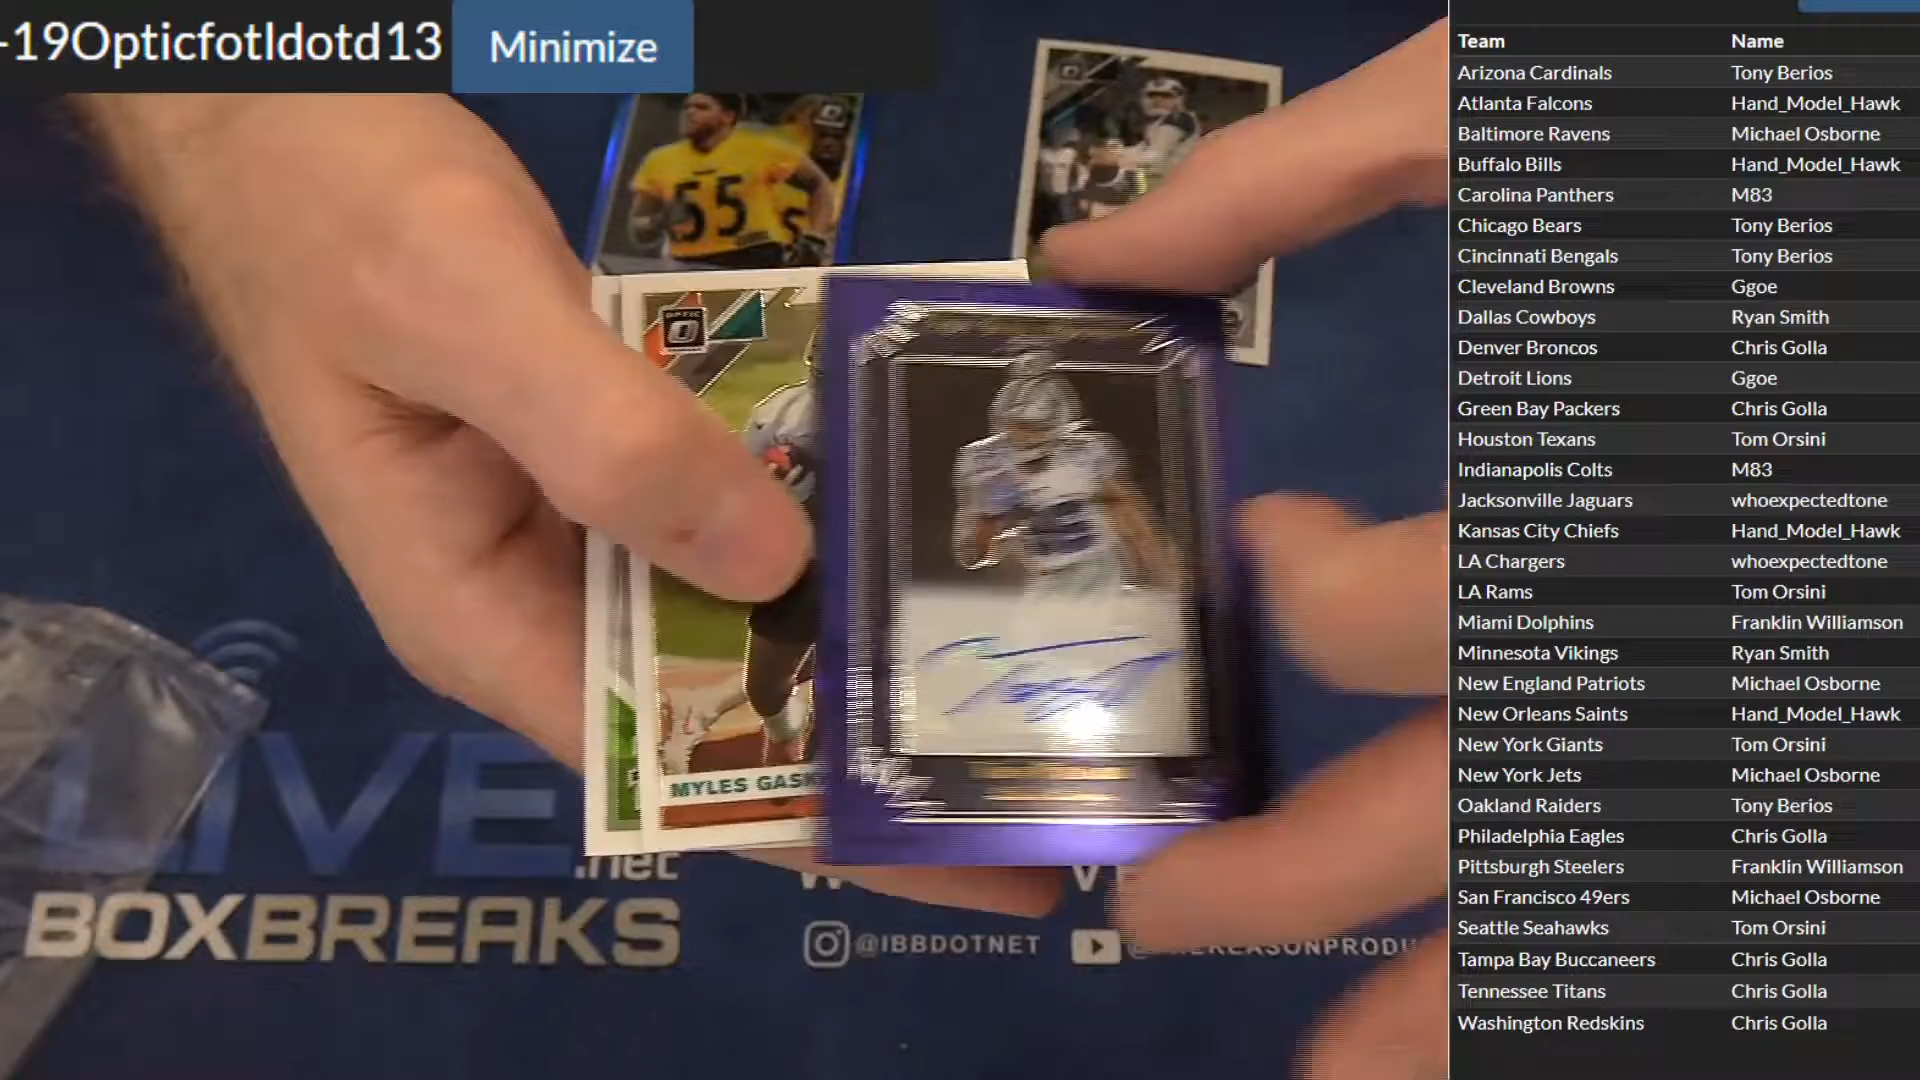 -19Opticfotldotd13
Minimize
55
OPTIC
MYLES GASK
LIVE
.net
BOXBREAKS
@IBBDOTNET
Team Name
Arizona Cardinals Tony Berios
Atlanta Falcons Hand_Model_Hawk
Baltimore Ravens Michael Osborne
Buffalo Bills Hand_Model_Hawk
Carolina Panthers M83
Chicago Bears Tony Berios
Cincinnati Bengals Tony Berios
Cleveland Browns Ggoe
Dallas Cowboys Ryan Smith
Denver Broncos Chris Golla
Detroit Lions Ggoe
Green Bay Packers Chris Golla
Houston Texans Tom Orsini
Indianapolis Colts M83
Jacksonville Jaguars whoexpectedtone
Kansas City Chiefs Hand_Model_Hawk
LA Chargers whoexpectedtone
LA Rams Tom Orsini
Miami Dolphins Franklin Williamson
Minnesota Vikings Ryan Smith
New England Patriots Michael Osborne
New Orleans Saints Hand_Model_Hawk
New York Giants Tom Orsini
New York Jets Michael Osborne
Oakland Raiders Tony Berios
Philadelphia Eagles Chris Golla
Pittsburgh Steelers Franklin Williamson
San Francisco 49ers Michael Osborne
Seattle Seahawks Tom Orsini
Tampa Bay Buccaneers Chris Golla
Tennessee Titans Chris Golla
Washington Redskins Chris Golla